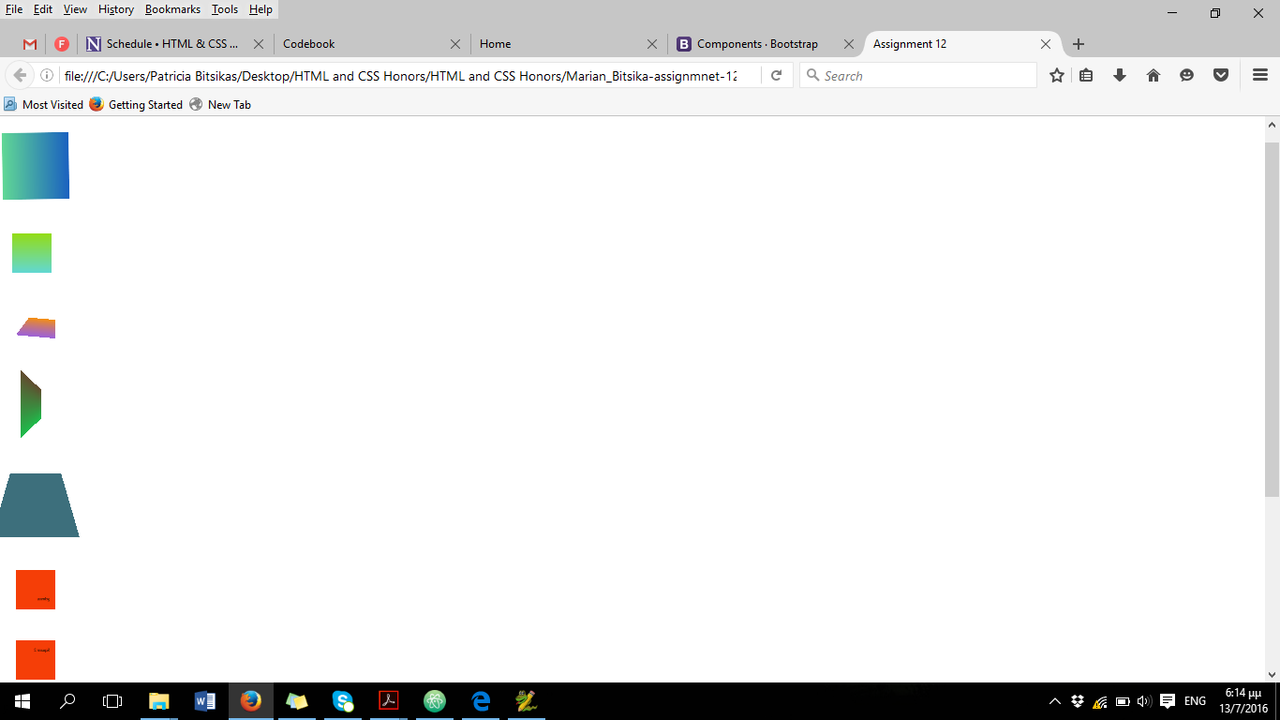 File Edit View History Bookmarks Tools Help
Schedule • HTML & CSS ... Codebook Home Components · Bootstrap Assignment 12
file:///C:/Users/Patricia Bitsikas/Desktop/HTML and CSS Honors/HTML and CSS Honors/Marian_Bitsika-assignmnet-12 Search
Most Visited Getting Started New Tab
ENG
6:14 μμ
13/7/2016